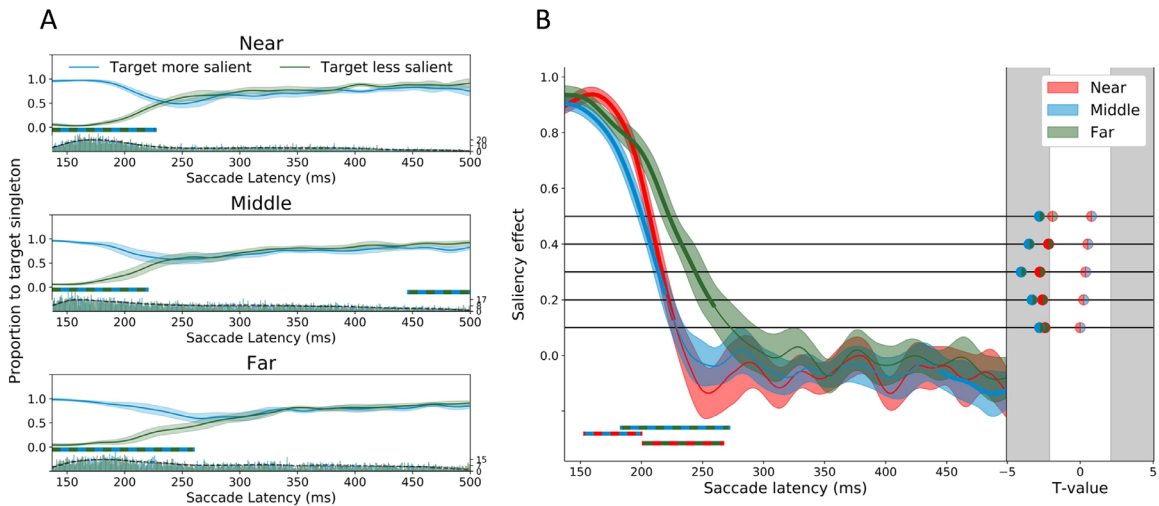 A
Near
Target more salient
Target less salient
1.0
0.5
0.0
20
10
0
150 200 250 300 350 400 450 500
Saccade Latency (ms)
Middle
1.0
0.5
0.0
17
8
0
150 200 250 300 350 400 450 500
Saccade Latency (ms)
Far
1.0
0.5
0.0
15
7
0
150 200 250 300 350 400 450 500
Saccade Latency (ms)
Proportion to target singleton
B
Near
Middle
Far
1.0
0.8
0.6
0.4
0.2
0.0
Saliency effect
150 200 250 300 350 400 450
Saccade latency (ms)
−5 0 5
T-value